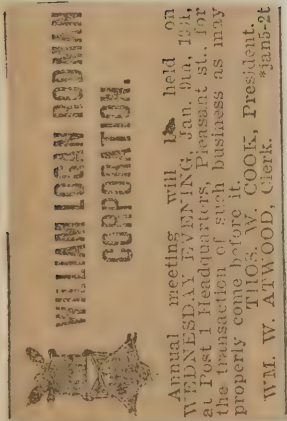 WILLIAM LOGAN RODMAN
CORPORATION.
Annual meeting will be held on
WEDNESDAY EVENING, Jan. 9th,
at Post 1 Headquarters, Pleasant st., for
the transaction of such business as may
properly come before it.
THOS. W. COOK, President.
WM. W. ATWOOD, Clerk. *jan5-2t